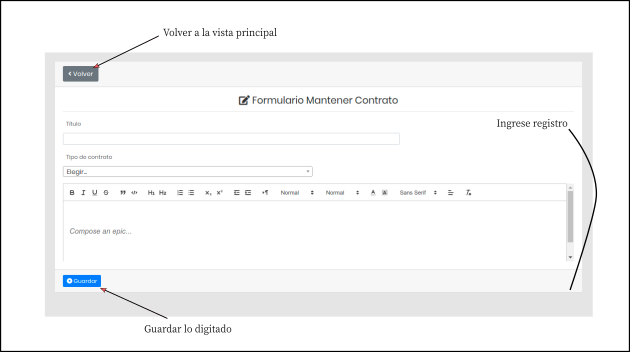 Volver a la vista principal
Volver
Formulario Mantener Contrato
Ingrese registro
Título
Tipo de contrato
Elegir...
B I U S ” </> H1 H2 X2 X² Normal Normal A A Sans Serif Tx
Compose an epic...
Guardar
Guardar lo digitado